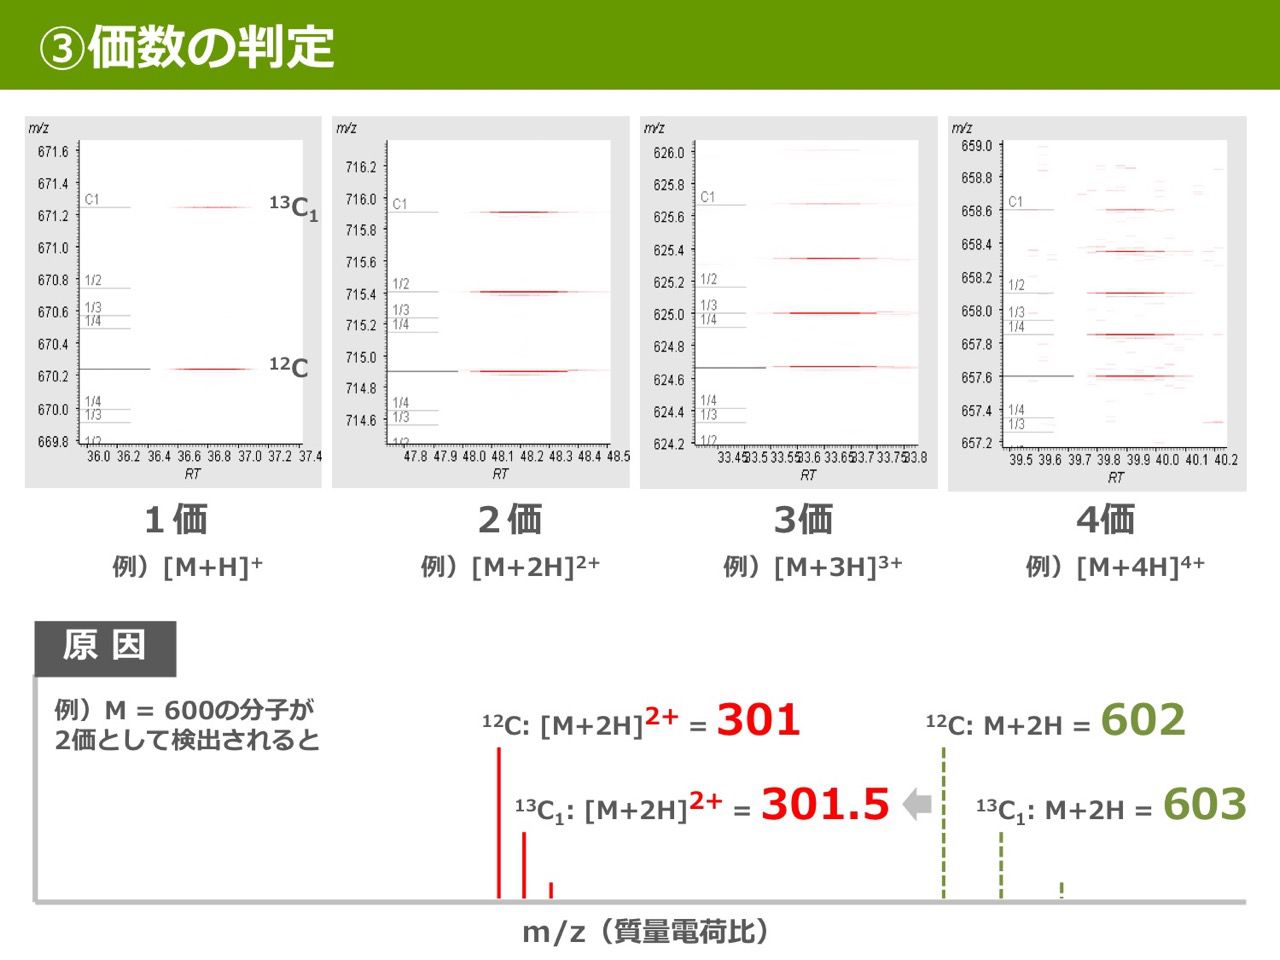 ③価数の判定
m/z
671.6
671.4
671.2
671.0
670.8
670.6
670.4
670.2
670.0
669.8
C1
1/2
1/3
1/4
1/4
1/3
1/2
13C1
12C
36.0 36.2 36.4 36.6 36.8 37.0 37.2 37.4
RT
m/z
716.2
716.0
715.8
715.6
715.4
715.2
715.0
714.8
714.6
C1
1/2
1/3
1/4
1/4
1/3
1/2
47.8 47.9 48.0 48.1 48.2 48.3 48.4 48.5
RT
m/z
626.0
625.8
625.6
625.4
625.2
625.0
624.8
624.6
624.4
624.2
C1
1/2
1/3
1/4
1/4
1/3
1/2
33.45 33.5 33.55 33.6 33.65 33.7 33.75 33.8
RT
m/z
659.0
658.8
658.6
658.4
658.2
658.0
657.8
657.6
657.4
657.2
C1
1/2
1/3
1/4
1/4
1/3
39.5 39.6 39.7 39.8 39.9 40.0 40.1 40.2
RT
１価
２価
3価
4価
例）[M+H]+
例）[M+2H]2+
例）[M+3H]3+
例）[M+4H]4+
原 因
例）M = 600の分子が
2価として検出されると
12C: [M+2H]2+ = 301
12C: M+2H = 602
13C1: [M+2H]2+ = 301.5
13C1: M+2H = 603
m/z（質量電荷比）